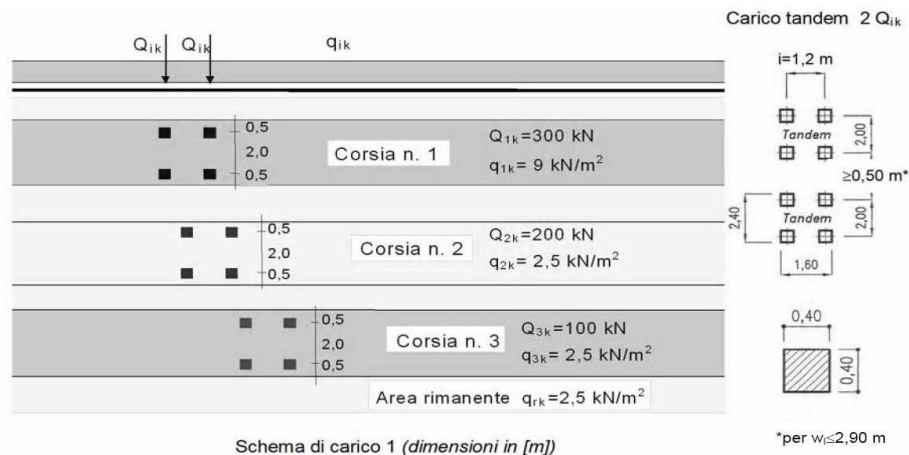 Carico tandem 2 Qik
Qik Qik qik
i=1,2 m
0,5
Corsia n. 1
Q1k=300 kN
2,0
q1k= 9 kN/m²
0,5
Tandem
2,00
≥0,50 m*
0,5
Corsia n. 2
Q2k=200 kN
2,0
q2k= 2,5 kN/m²
0,5
2,40
Tandem
2,00
1,60
0,5
Corsia n. 3
Q3k=100 kN
2,0
q3k= 2,5 kN/m²
0,5
0,40
0,40
Area rimanente qrk=2,5 kN/m²
*per wl≤2,90 m
Schema di carico 1 (dimensioni in [m])